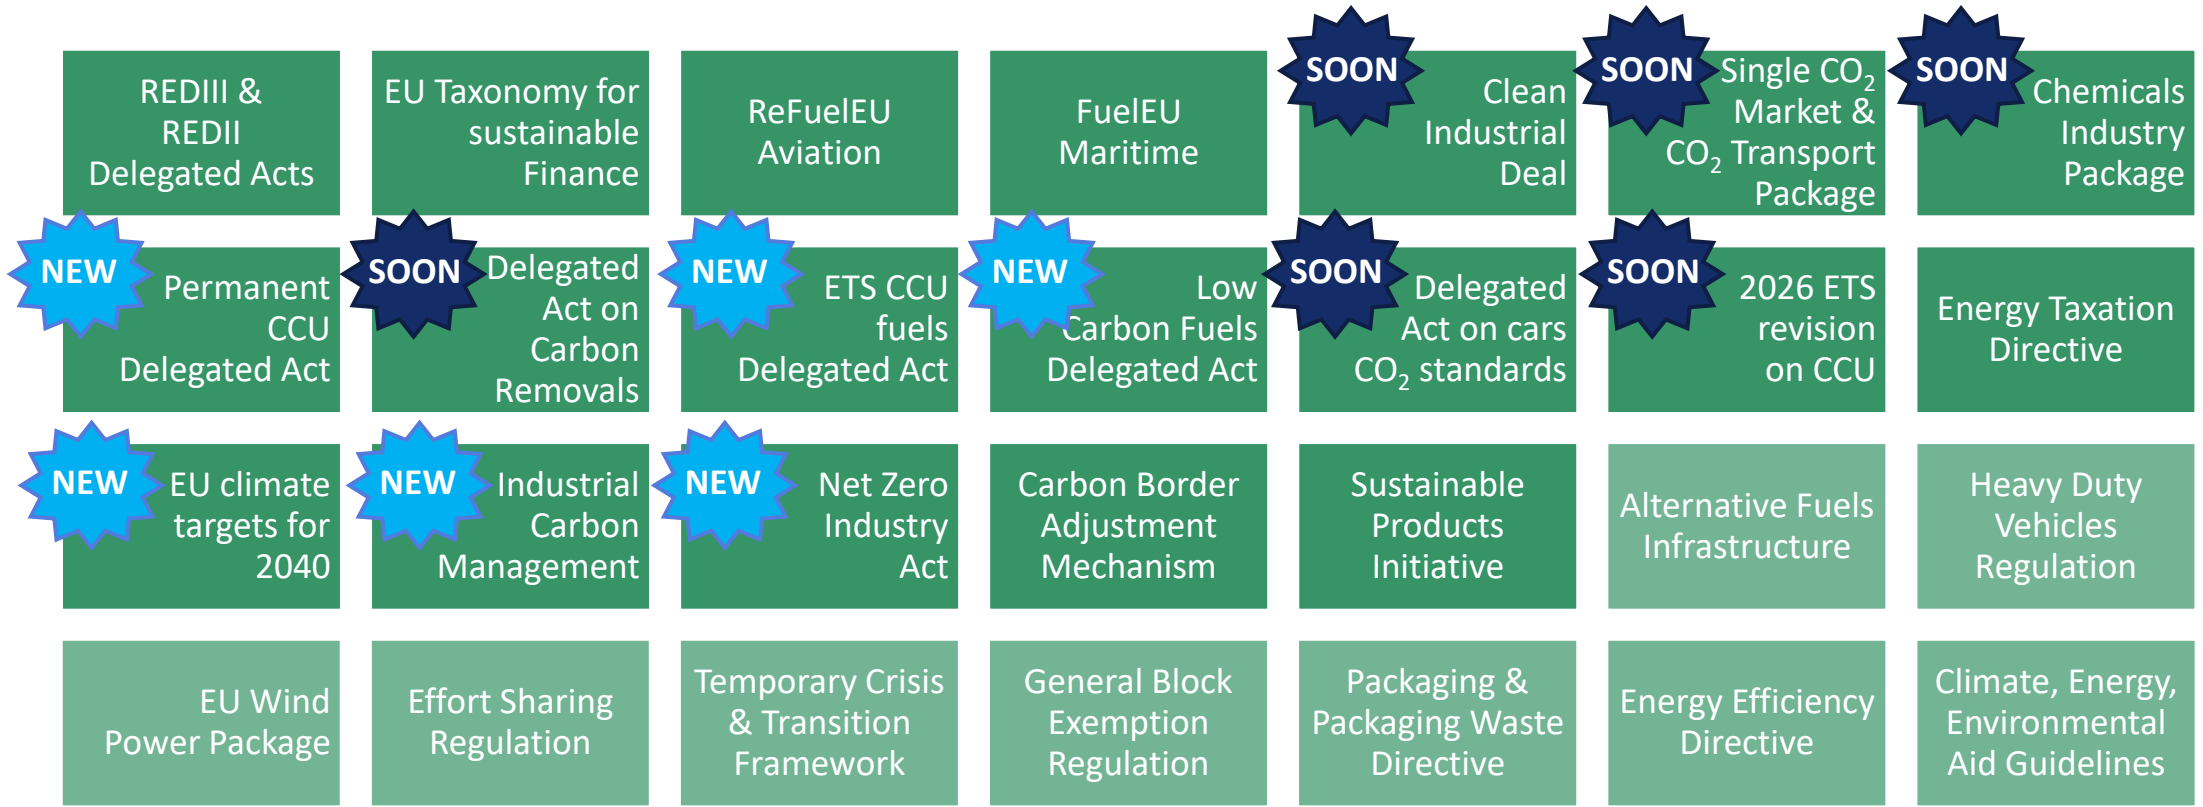 REDIII &
REDII
Delegated Acts
EU Taxonomy for
sustainable
Finance
ReFuelEU
Aviation
FuelEU
Maritime
SOON
Clean
Industrial
Deal
SOON
Single CO₂
Market &
CO₂ Transport
Package
SOON
Chemicals
Industry
Package
NEW
Permanent
CCU
Delegated Act
SOON
Delegated
Act on
Carbon
Removals
NEW
ETS CCU
fuels
Delegated Act
NEW
Low
Carbon Fuels
Delegated Act
SOON
Delegated
Act on cars
CO₂ standards
SOON
2026 ETS
revision
on CCU
Energy Taxation
Directive
NEW
EU climate
targets for
2040
NEW
Industrial
Carbon
Management
NEW
Net Zero
Industry
Act
Carbon Border
Adjustment
Mechanism
Sustainable
Products
Initiative
Alternative Fuels
Infrastructure
Heavy Duty
Vehicles
Regulation
EU Wind
Power Package
Effort Sharing
Regulation
Temporary Crisis
& Transition
Framework
General Block
Exemption
Regulation
Packaging &
Packaging Waste
Directive
Energy Efficiency
Directive
Climate, Energy,
Environmental
Aid Guidelines